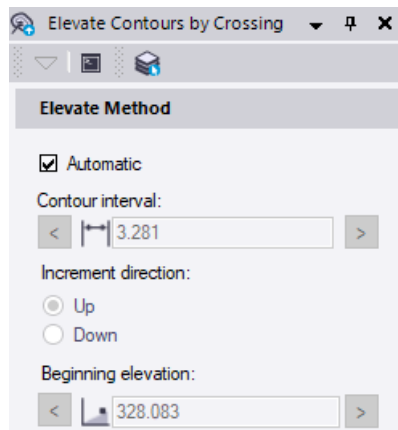 Elevate Contours by Crossing
Elevate Method
Automatic
Contour interval:
< 3.281 >
Increment direction:
Up
Down
Beginning elevation:
< 328.083 >